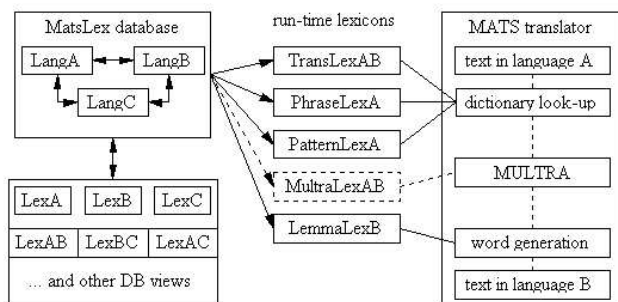 MatsLex database
LangA
LangB
LangC
LexA
LexB
LexC
LexAB
LexBC
LexAC
... and other DB views
run-time lexicons
TransLexAB
PhraseLexA
PatternLexA
MultraLexAB
LemmaLexB
MATS translator
text in language A
dictionary look-up
MULTRA
word generation
text in language B